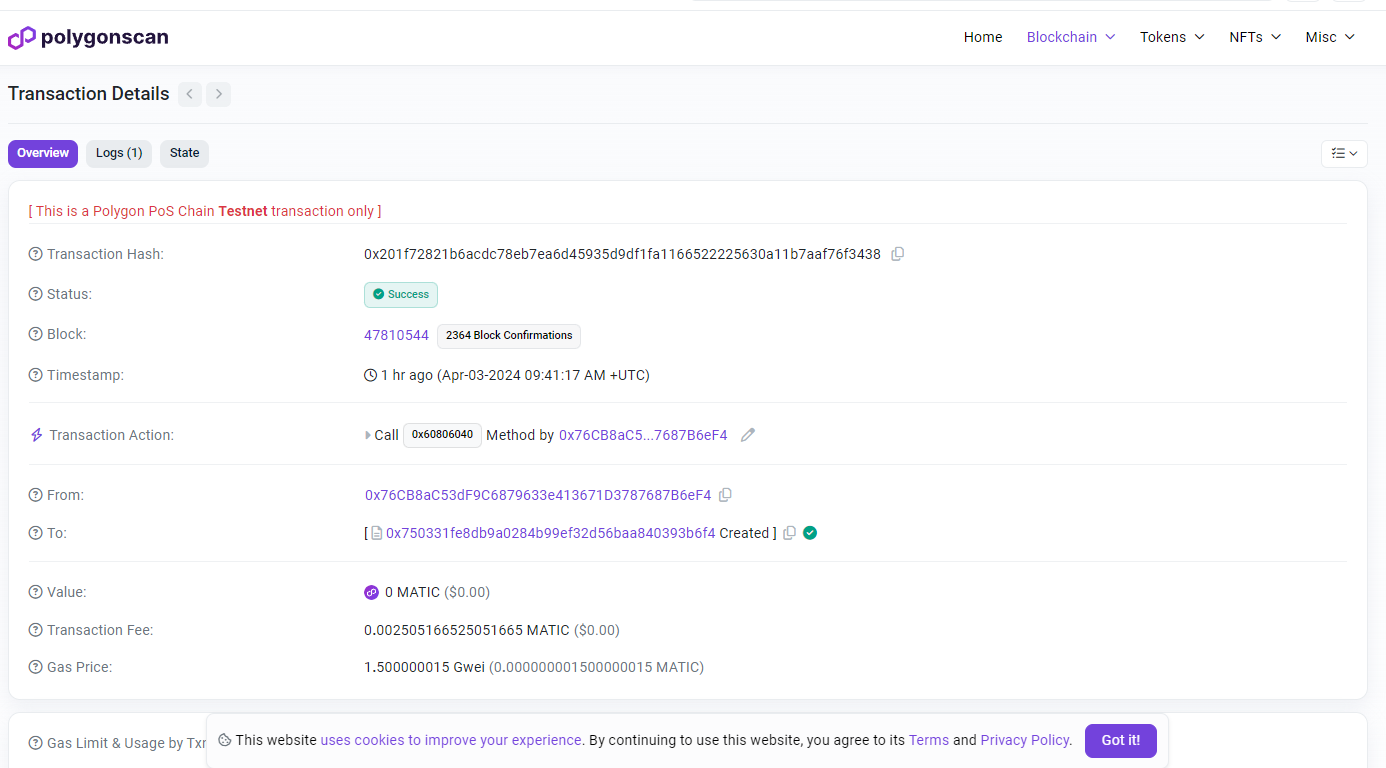 polygonscan
Home Blockchain Tokens NFTs Misc
Transaction Details
Overview Logs (1) State
[ This is a Polygon PoS Chain Testnet transaction only ]
Transaction Hash: 0x201f72821b6acdc78eb7ea6d45935d9df1fa1166522225630a11b7aaf76f3438
Status: Success
Block: 47810544 2364 Block Confirmations
Timestamp: 1 hr ago (Apr-03-2024 09:41:17 AM +UTC)
Transaction Action: Call 0x60806040 Method by 0x76CB8aC5...7687B6eF4
From: 0x76CB8aC53dF9C6879633e413671D3787687B6eF4
To: [ 0x750331fe8db9a0284b99ef32d56baa840393b6f4 Created ]
Value: 0 MATIC ($0.00)
Transaction Fee: 0.002505166525051665 MATIC ($0.00)
Gas Price: 1.500000015 Gwei (0.000000001500000015 MATIC)
Gas Limit & Usage by Txn
This website uses cookies to improve your experience. By continuing to use this website, you agree to its Terms and Privacy Policy. Got it!